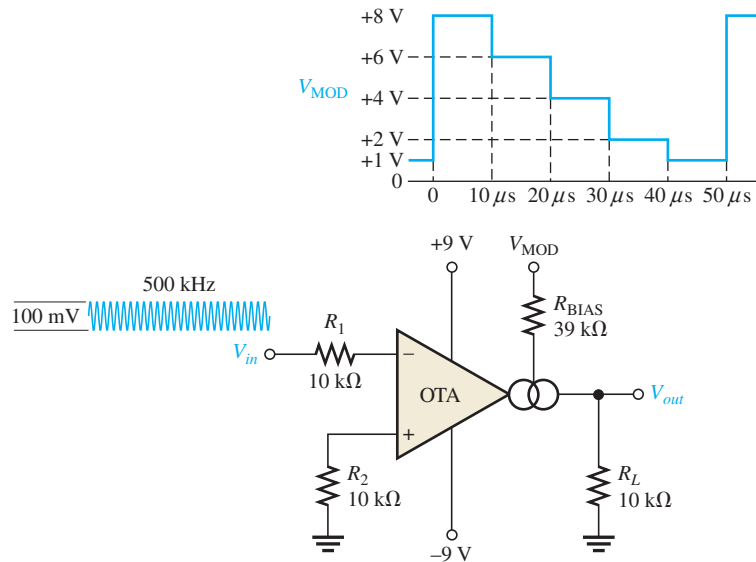 +8 V
+6 V
V_MOD
+4 V
+2 V
+1 V
0
0 10 μs 20 μs 30 μs 40 μs 50 μs
+9 V
V_MOD
500 kHz
100 mV
R_BIAS
39 kΩ
R_1
V_in
10 kΩ
−
OTA
+
V_out
R_2
10 kΩ
R_L
10 kΩ
–9 V